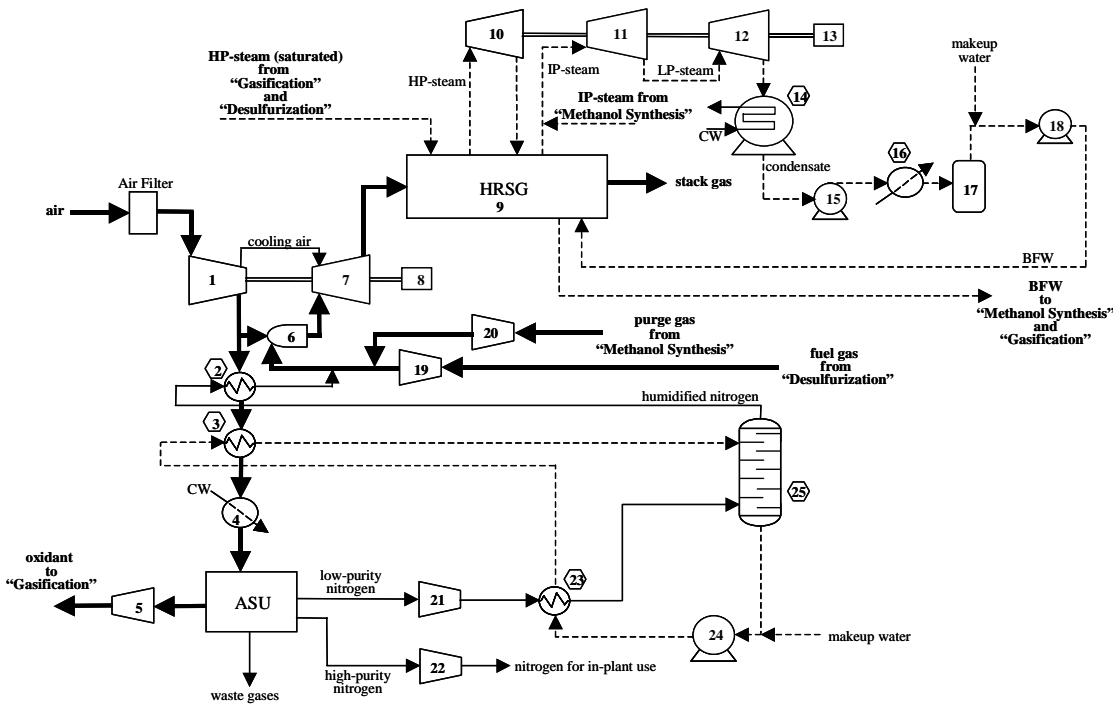 10
11
12
13
makeup
water
HP-steam (saturated)
from
“Gasification”
and
“Desulfurization”
HP-steam
IP-steam
LP-steam
IP-steam from
“Methanol Synthesis”
14
CW
condensate
15
16
17
18
Air Filter
air
HRSG
9
stack gas
cooling air
1
7
8
BFW
BFW
to
“Methanol Synthesis”
and
“Gasification”
6
20
purge gas
from
“Methanol Synthesis”
19
fuel gas
from
“Desulfurization”
2
humidified nitrogen
3
CW
4
25
oxidant
to
“Gasification”
5
ASU
low-purity
nitrogen
21
23
24
makeup water
high-purity
nitrogen
22
nitrogen for in-plant use
waste gases